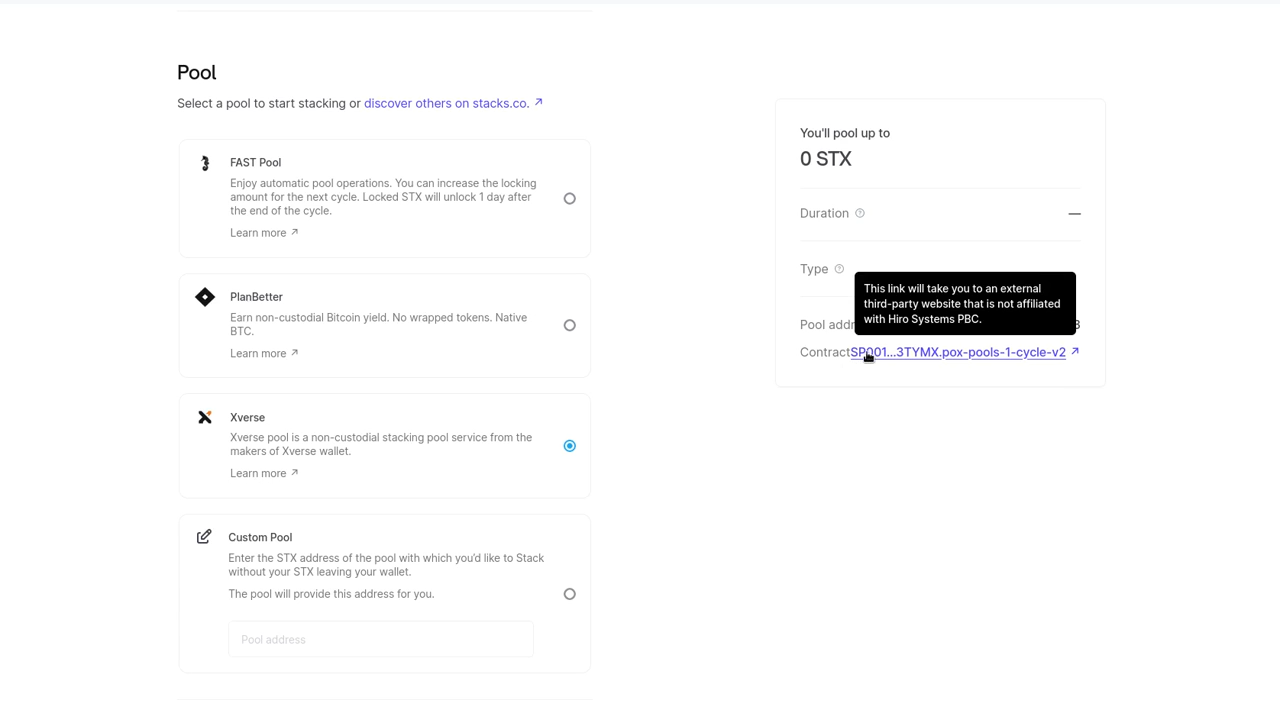 Pool
Select a pool to start stacking or discover others on stacks.co. ↗
FAST Pool
Enjoy automatic pool operations. You can increase the locking
amount for the next cycle. Locked STX will unlock 1 day after
the end of the cycle.
Learn more ↗
PlanBetter
Earn non-custodial Bitcoin yield. No wrapped tokens. Native
BTC.
Learn more ↗
Xverse
Xverse pool is a non-custodial stacking pool service from the
makers of Xverse wallet.
Learn more ↗
Custom Pool
Enter the STX address of the pool with which you'd like to Stack
without your STX leaving your wallet.
The pool will provide this address for you.
Pool address
You'll pool up to
0 STX
Duration
—
Type
This link will take you to an external
third-party website that is not affiliated
with Hiro Systems PBC.
Pool
Contract SP001...3TYMX.pox-pools-1-cycle-v2 ↗